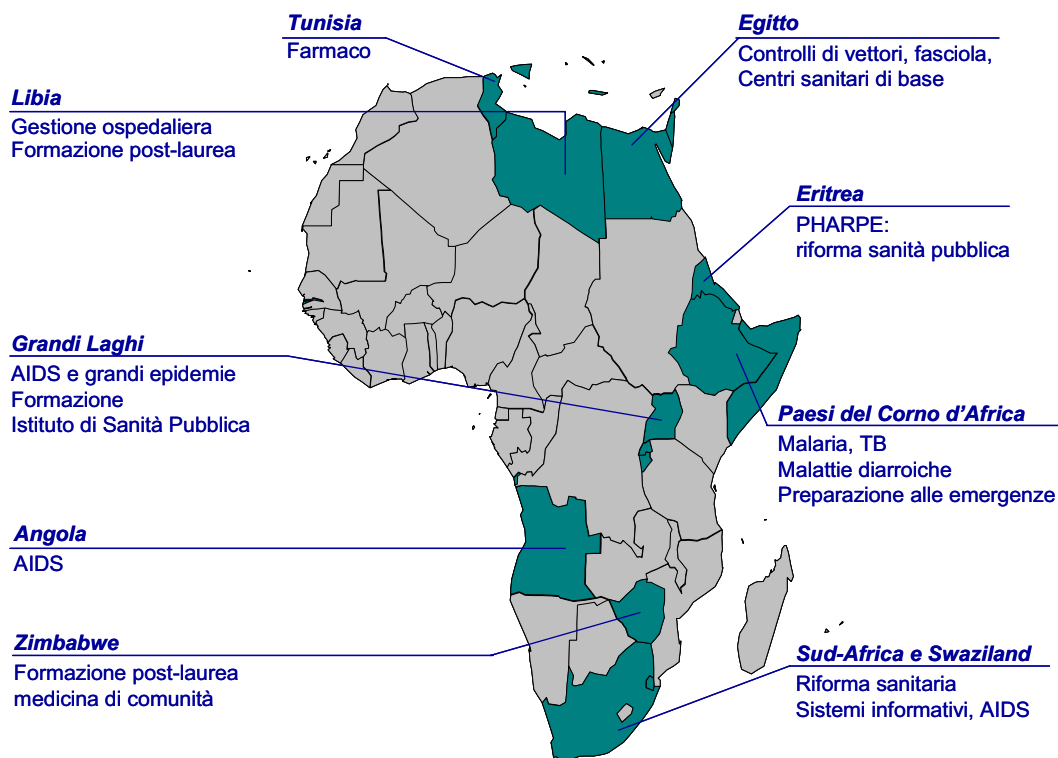 Tunisia
Farmaco
Egitto
Controlli di vettori, fasciola,
Centri sanitari di base
Libia
Gestione ospedaliera
Formazione post-laurea
Eritrea
PHARPE:
riforma sanità pubblica
Grandi Laghi
AIDS e grandi epidemie
Formazione
Istituto di Sanità Pubblica
Paesi del Corno d’Africa
Malaria, TB
Malattie diarroiche
Preparazione alle emergenze
Angola
AIDS
Zimbabwe
Formazione post-laurea
medicina di comunità
Sud-Africa e Swaziland
Riforma sanitaria
Sistemi informativi, AIDS